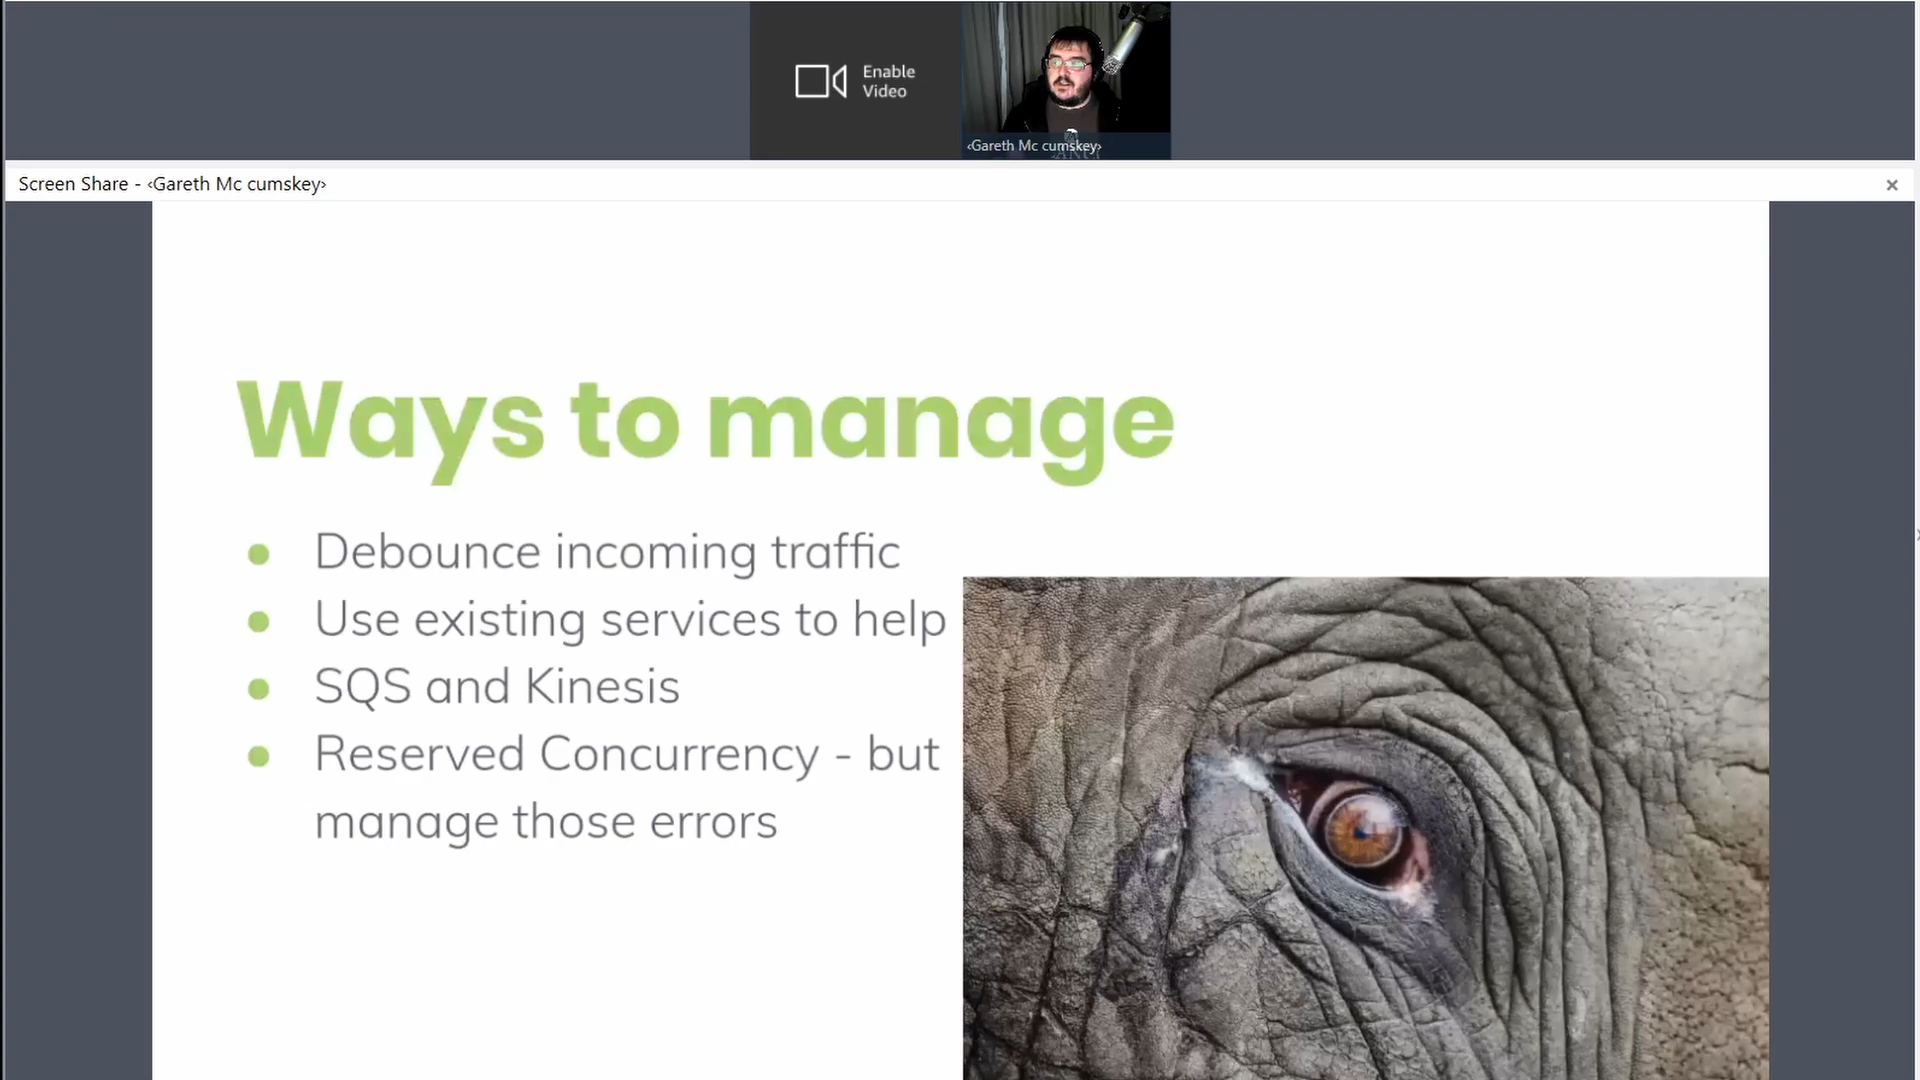 Enable
Video
‹Gareth Mc cumskey›
Screen Share - ‹Gareth Mc cumskey›
Ways to manage
Debounce incoming traffic
Use existing services to help
SQS and Kinesis
Reserved Concurrency - but
manage those errors